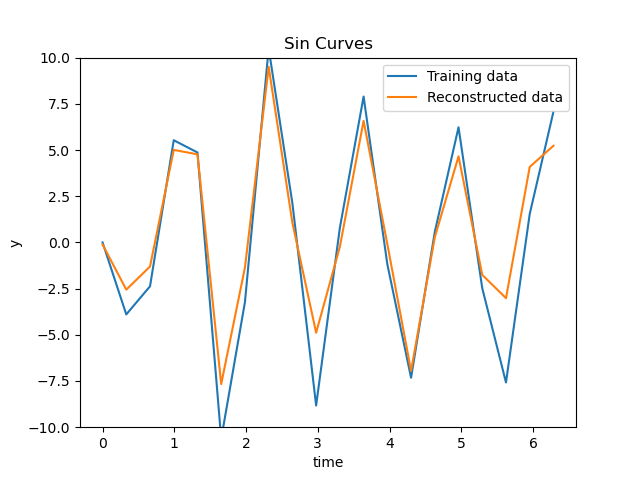 Sin Curves
Training data
Reconstructed data
10.0
7.5
5.0
2.5
0.0
−2.5
−5.0
−7.5
−10.0
y
0 1 2 3 4 5 6
time